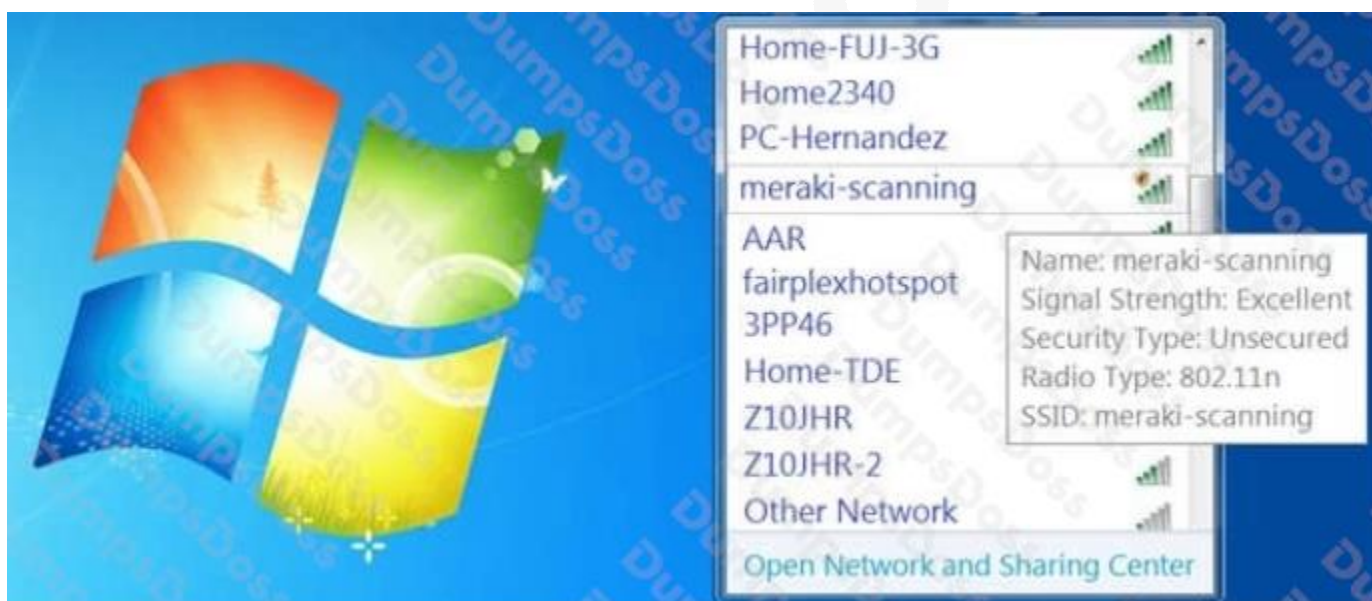 Home-FUJ-3G
Home2340
PC-Hernandez
meraki-scanning
AAR
fairplexhotspot
3PP46
Home-TDE
Z10JHR
Z10JHR-2
Other Network
Open Network and Sharing Center
Name: meraki-scanning
Signal Strength: Excellent
Security Type: Unsecured
Radio Type: 802.11n
SSID: meraki-scanning
DumpsDoss